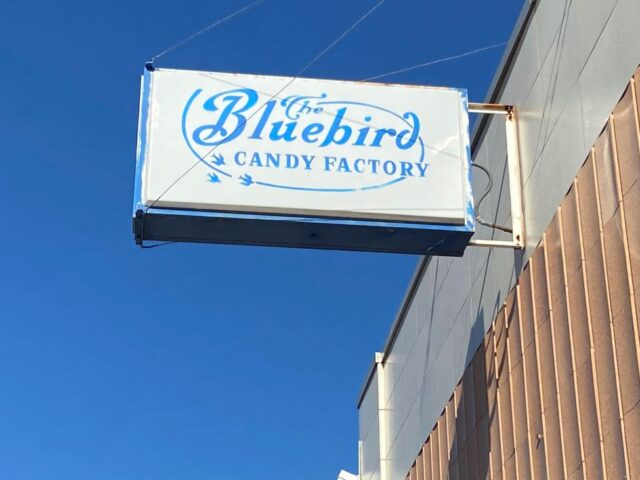 The
Bluebird
CANDY FACTORY